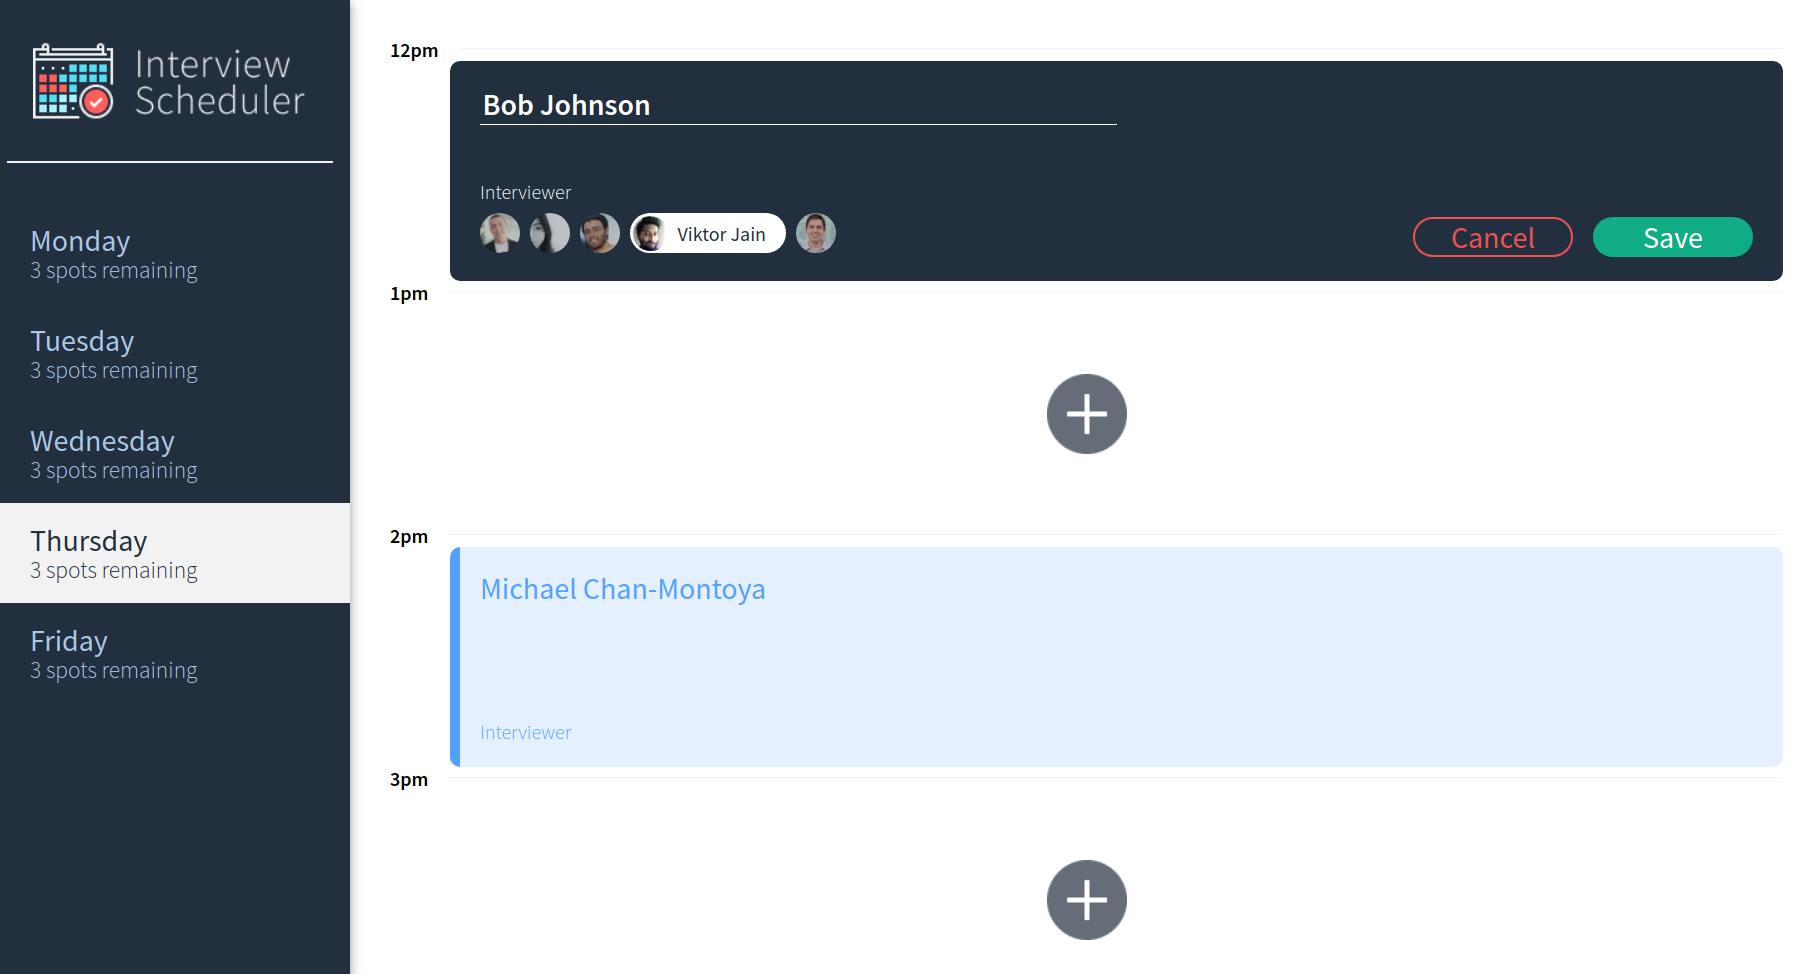 Interview
Scheduler
Monday
3 spots remaining
Tuesday
3 spots remaining
Wednesday
3 spots remaining
Thursday
3 spots remaining
Friday
3 spots remaining
12pm
Bob Johnson
Interviewer
Viktor Jain
Cancel
Save
1pm
2pm
Michael Chan-Montoya
Interviewer
3pm